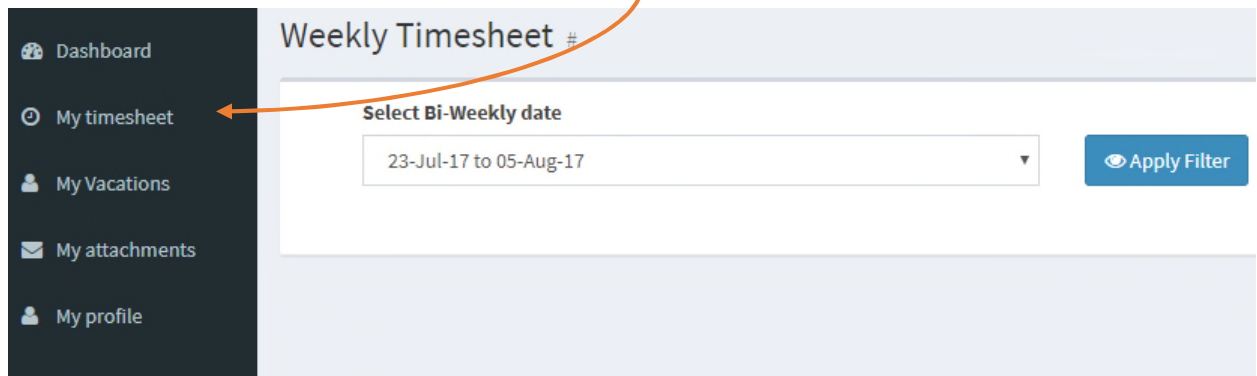 Dashboard
My timesheet
My Vacations
My attachments
My profile
Weekly Timesheet #
Select Bi-Weekly date
23-Jul-17 to 05-Aug-17
Apply Filter